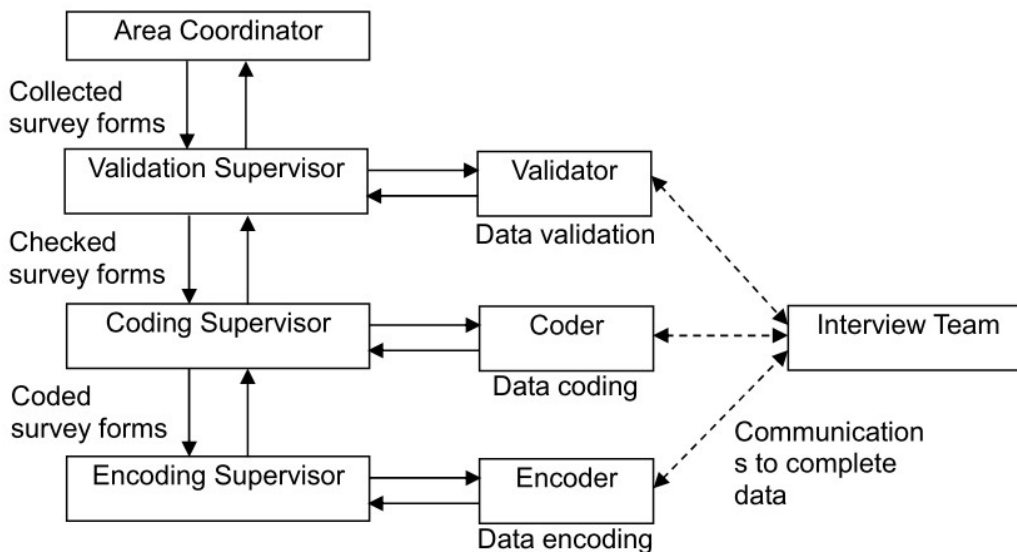 Area Coordinator
Collected
survey forms
Validation Supervisor
Validator
Data validation
Checked
survey forms
Coding Supervisor
Coder
Interview Team
Data coding
Coded
survey forms
Communication
s to complete
data
Encoding Supervisor
Encoder
Data encoding